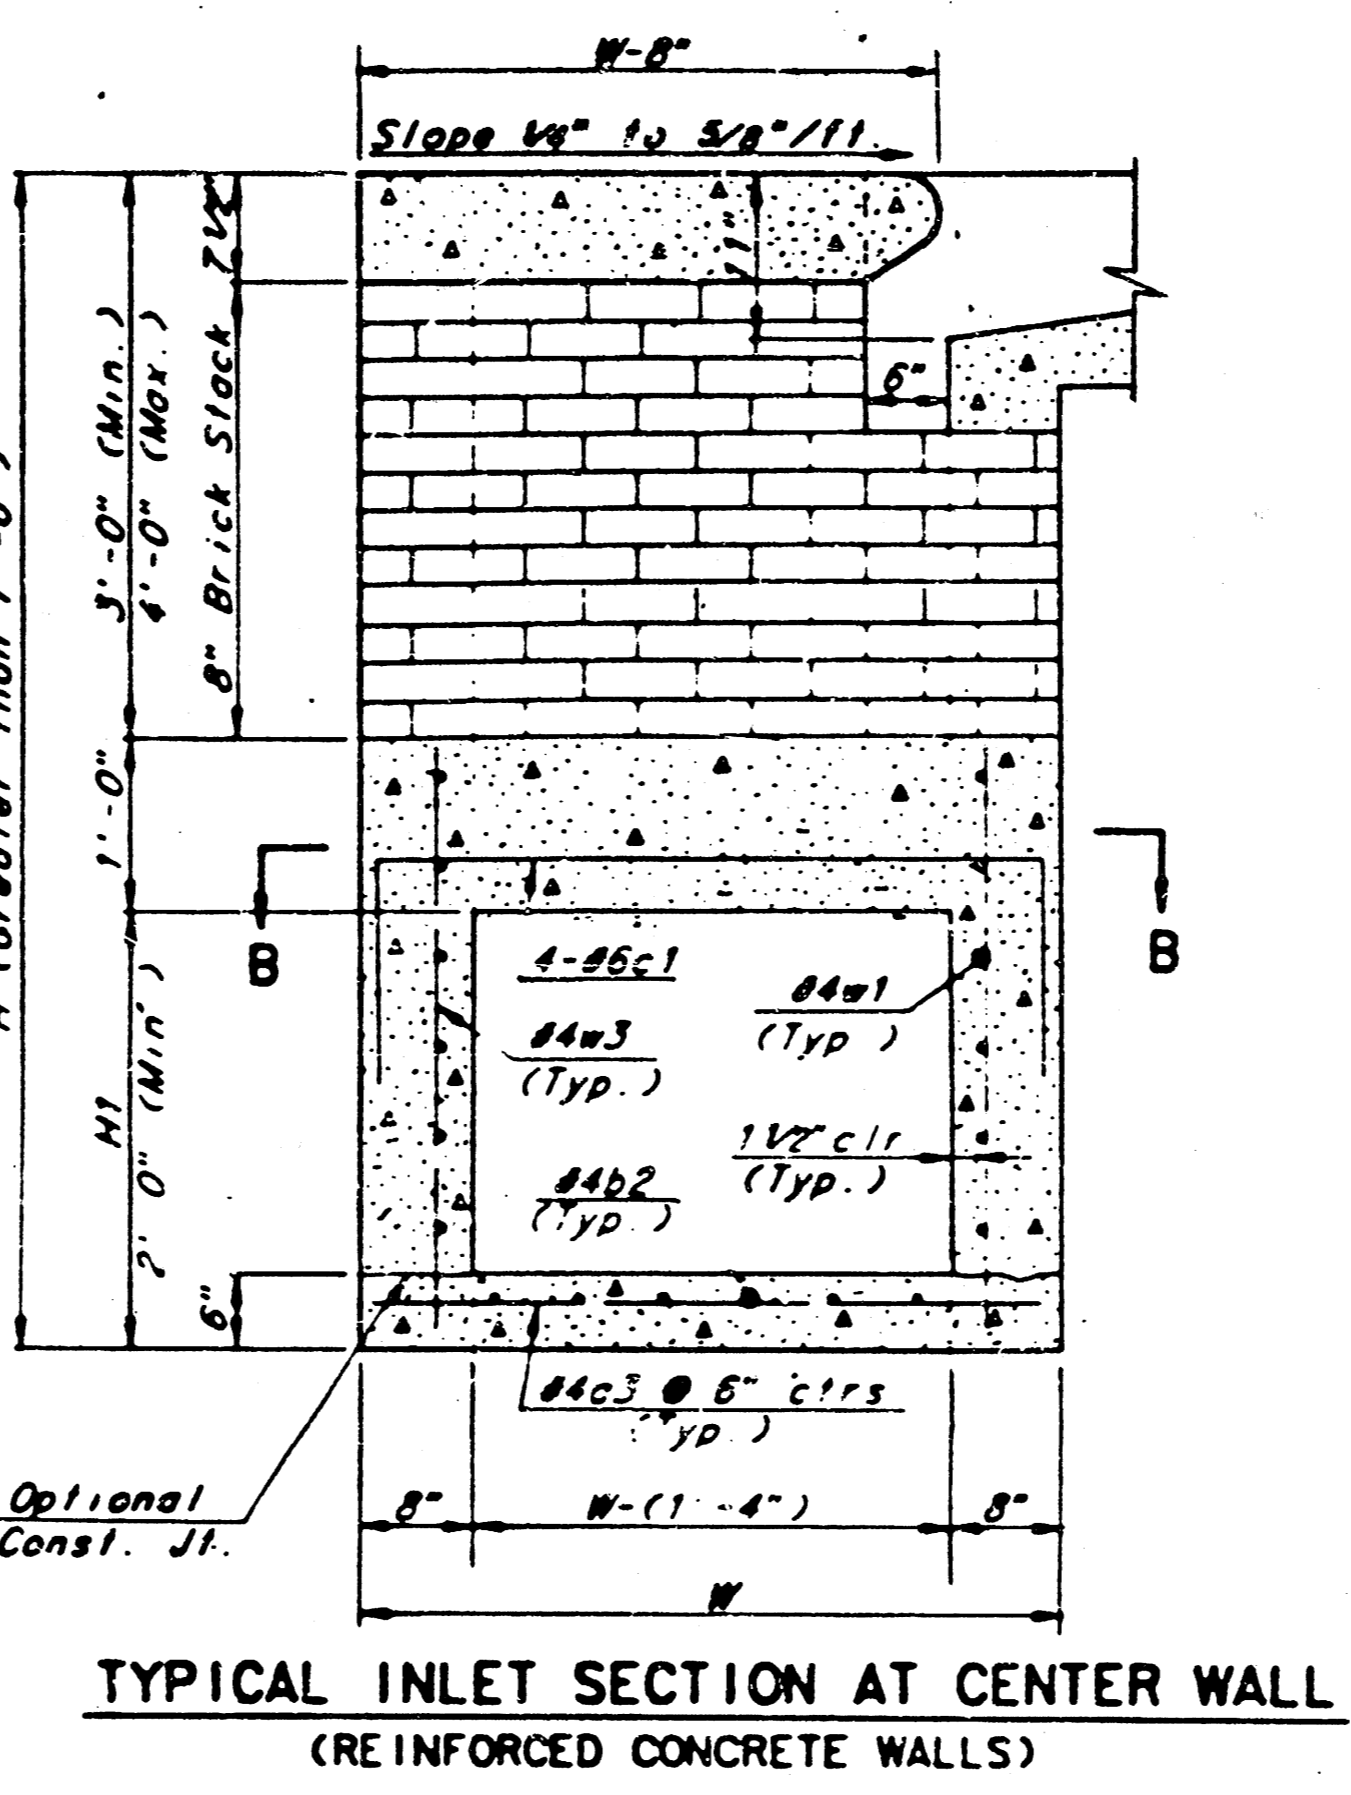 W-8"
Slope 1/4" to 5/8"/ft.
7 1/2"
11"
3'-0" (Min.)
4'-0" (Max.)
8" Brick Stack
6"
1'-0"
B
B
4-#6c1
#4w1
(Typ )
#4w3
(Typ.)
H1
2' 0" (Min )
1 1/2" clr
(Typ.)
#4b2
(Typ. )
6"
#4c3 @ 6" ctrs
(Typ )
Optional
Const. Jt.
8"
W-(1' -4")
8"
W
TYPICAL INLET SECTION AT CENTER WALL
(REINFORCED CONCRETE WALLS)